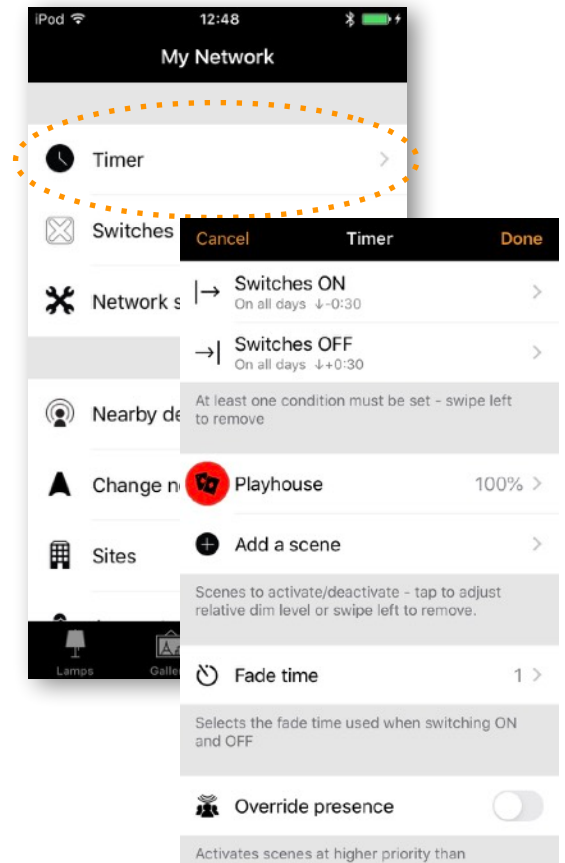 iPod 12:48
My Network
Timer
Switches
Network s
Nearby de
Change n
Sites
Lamps Galle
Cancel Timer Done
Switches ON
On all days ↓-0:30
Switches OFF
On all days ↓+0:30
At least one condition must be set - swipe left
to remove
Playhouse 100%
Add a scene
Scenes to activate/deactivate - tap to adjust
relative dim level or swipe left to remove.
Fade time 1
Selects the fade time used when switching ON
and OFF
Override presence
Activates scenes at higher priority than